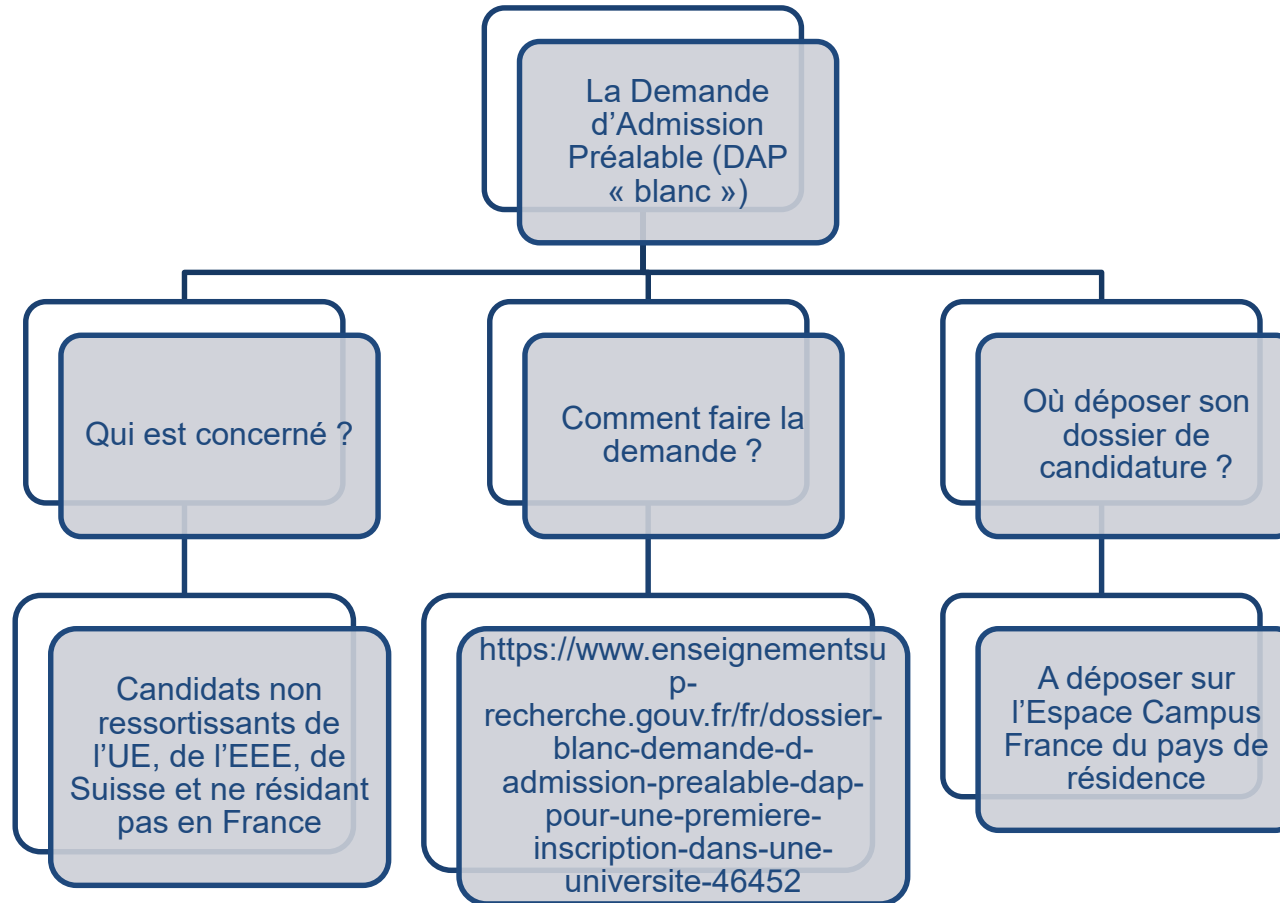 La Demande
d’Admission
Préalable (DAP
« blanc »)
Qui est concerné ?
Comment faire la
demande ?
Où déposer son
dossier de
candidature ?
Candidats non
ressortissants de
l’UE, de l’EEE, de
Suisse et ne résidant
pas en France
https://www.enseignementsu
p-
recherche.gouv.fr/fr/dossier-
blanc-demande-d-
admission-prealable-dap-
pour-une-premiere-
inscription-dans-une-
universite-46452
A déposer sur
l’Espace Campus
France du pays de
résidence